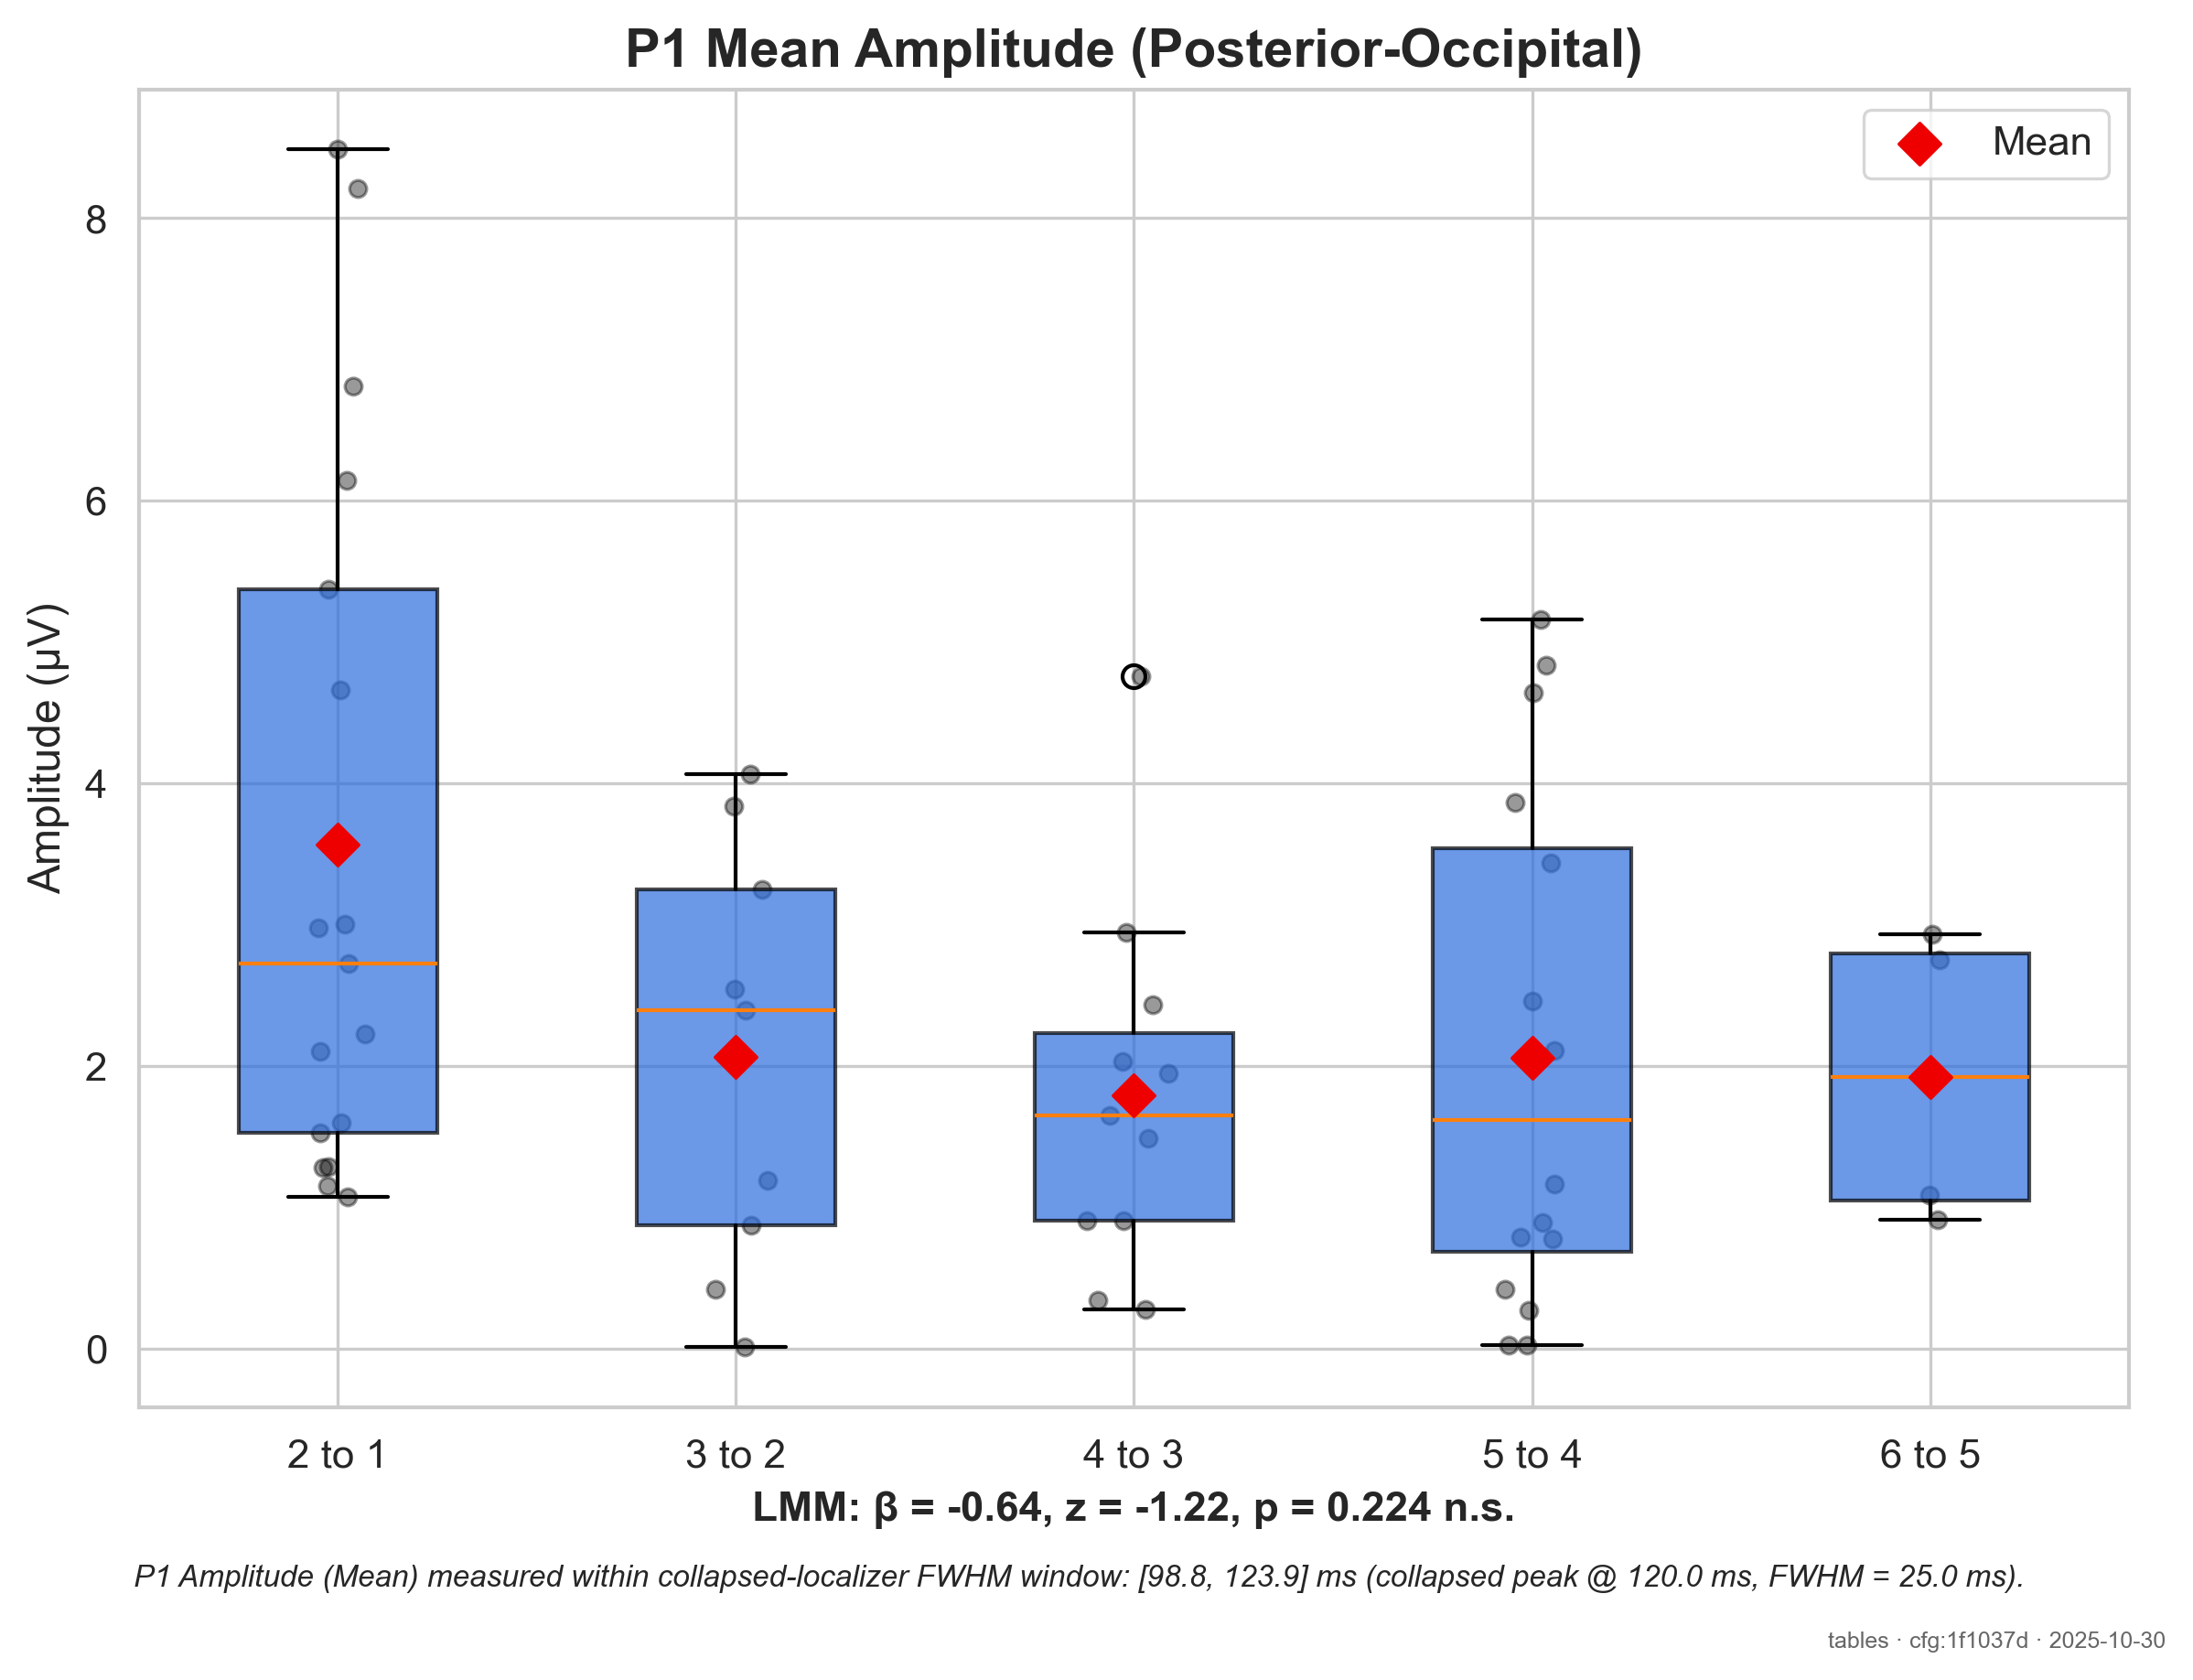 P1 Mean Amplitude (Posterior-Occipital)
Mean
Amplitude (µV)
8
6
4
2
0
2 to 1 3 to 2 4 to 3 5 to 4 6 to 5
LMM: β = -0.64, z = -1.22, p = 0.224 n.s.
P1 Amplitude (Mean) measured within collapsed-localizer FWHM window: [98.8, 123.9] ms (collapsed peak @ 120.0 ms, FWHM = 25.0 ms).
tables · cfg:1f1037d · 2025-10-30